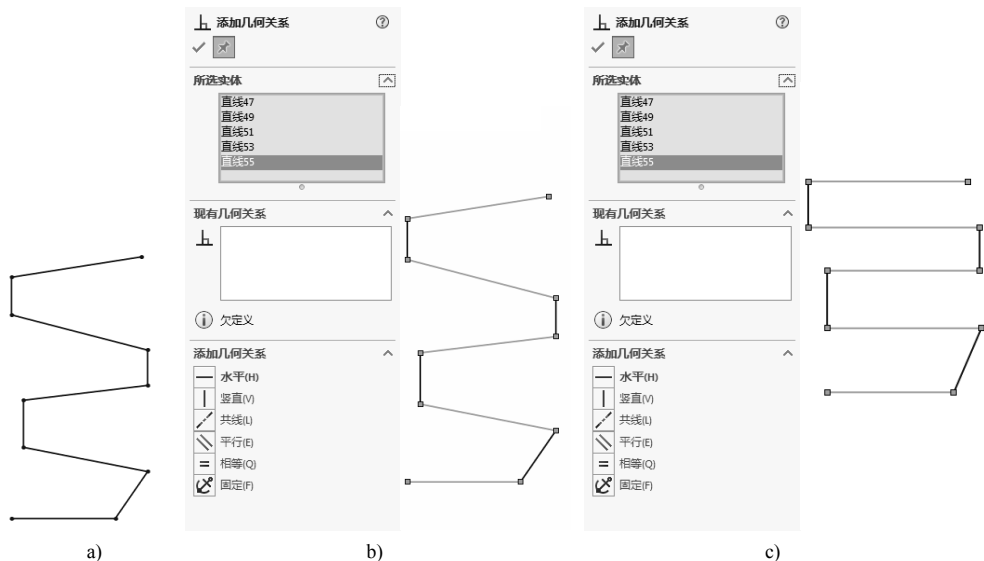 添加几何关系
所选实体
直线47
直线49
直线51
直线53
直线55
现有几何关系
欠定义
添加几何关系
水平(H)
竖直(V)
共线(L)
平行(E)
相等(Q)
固定(F)
添加几何关系
所选实体
直线47
直线49
直线51
直线53
直线55
现有几何关系
欠定义
添加几何关系
水平(H)
竖直(V)
共线(L)
平行(E)
相等(Q)
固定(F)
a)
b)
c)